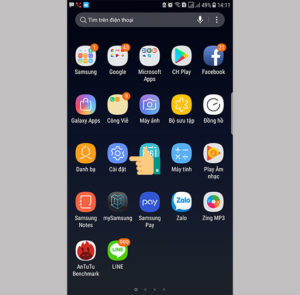 49% 14:11
Tìm trên điện thoại
Samsung Google Microsoft Apps CH Play Facebook
Galaxy Apps Công Việc Máy ảnh Bộ sưu tập Đồng hồ
Danh bạ Cài đặt Máy tính Play Âm nhạc
Samsung Notes mySamsung Samsung Pay Zalo Zing MP3
AnTuTu Benchmark LINE